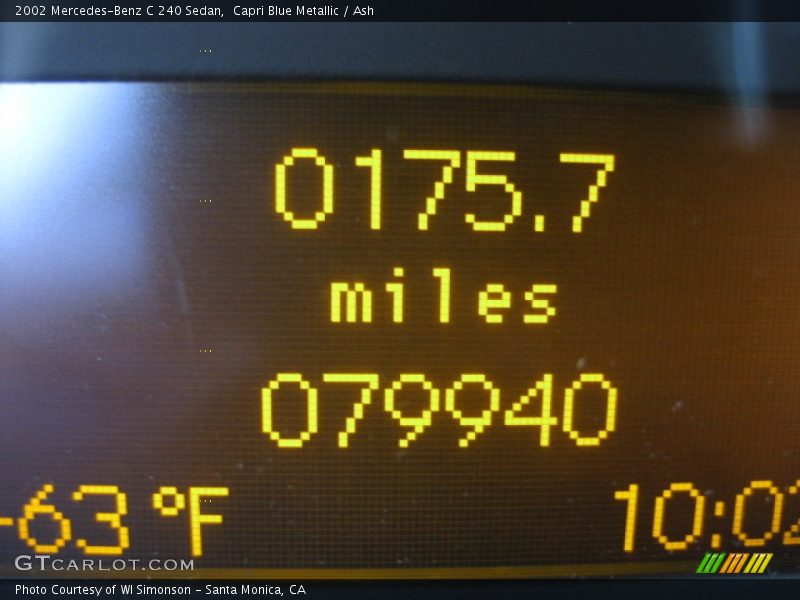 2002 Mercedes-Benz C 240 Sedan,  Capri Blue Metallic / Ash
0175.7
miles
079940
-63 °F 10:02
GTCARLOT.COM
Photo Courtesy of WI Simonson - Santa Monica, CA